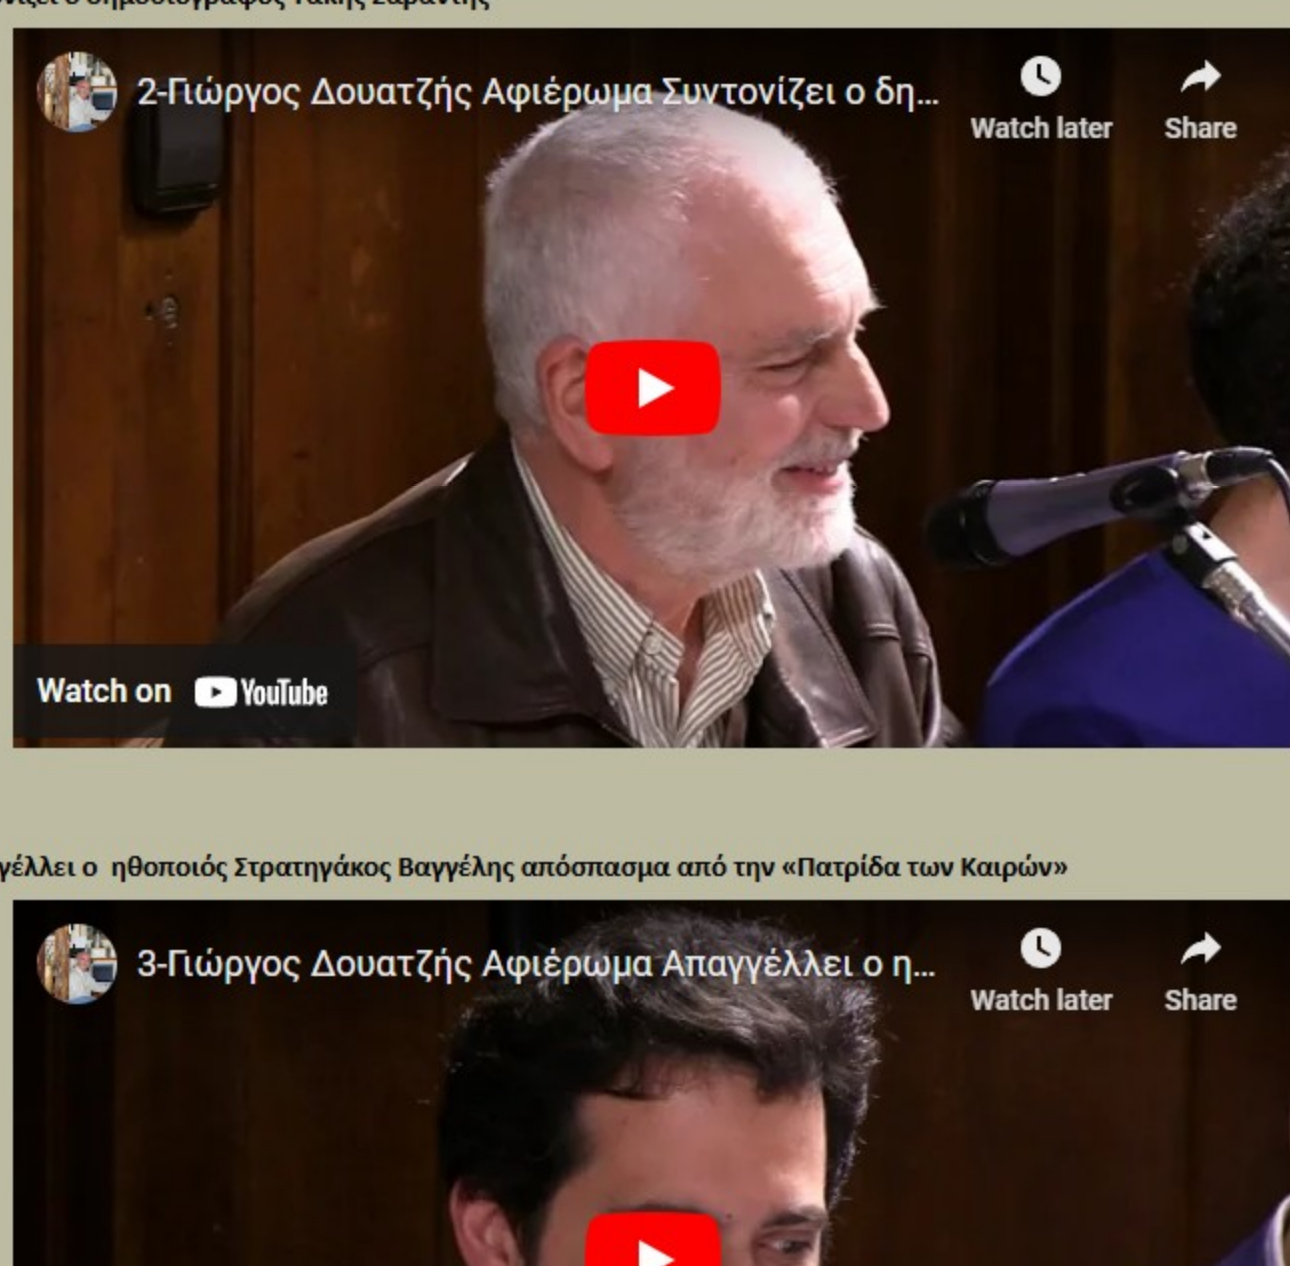 2-Γιώργος Δουατζής Αφιέρωμα Συντονίζει ο δη...
Watch later
Share
Watch on YouTube
γέλλει ο ηθοποιός Στρατηγάκος Βαγγέλης απόσπασμα από την «Πατρίδα των Καιρών»
3-Γιώργος Δουατζής Αφιέρωμα Απαγγέλλει ο η...
Watch later
Share